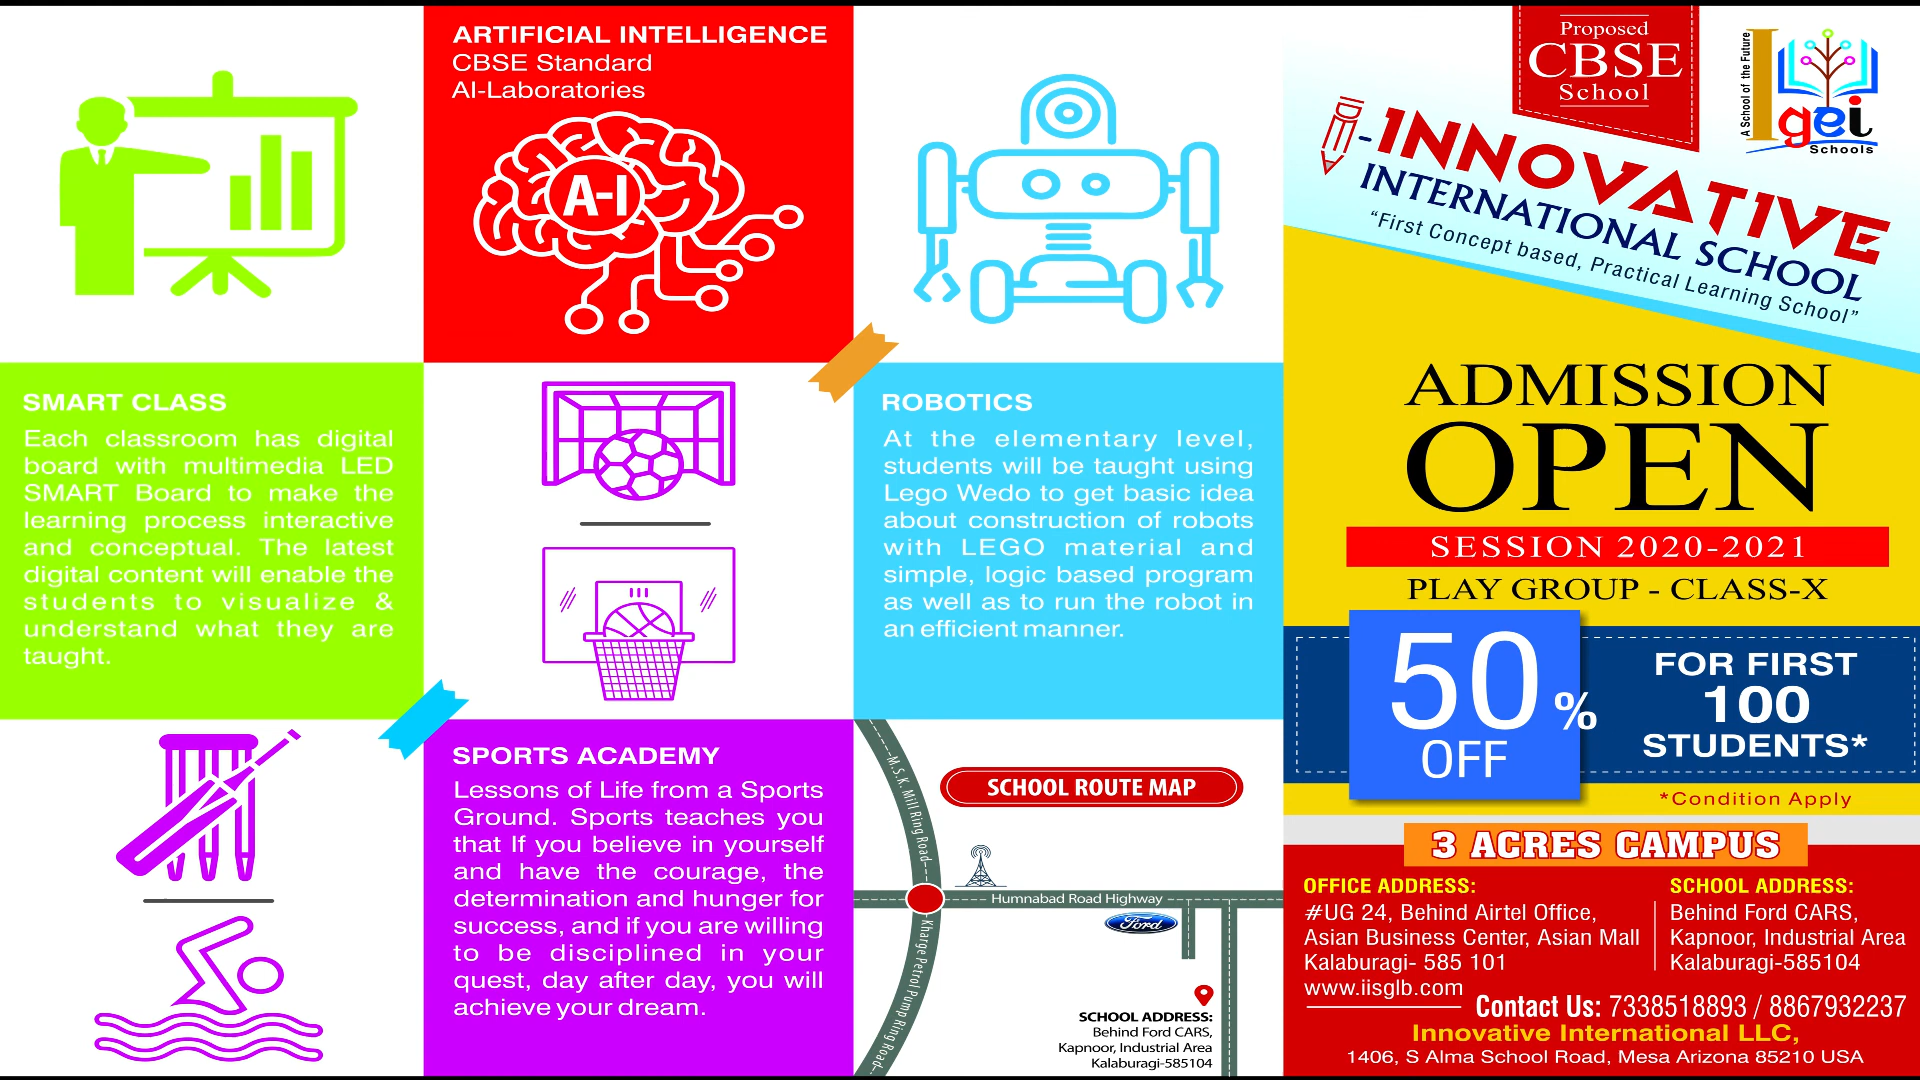 ARTIFICIAL INTELLIGENCE
CBSE Standard
AI-Laboratories
A-I
SMART CLASS
Each classroom has digital
board with multimedia LED
SMART Board to make the
learning process interactive
and conceptual. The latest
digital content will enable the
students to visualize &
understand what they are
taught.
ROBOTICS
At the elementary level,
students will be taught using
Lego Wedo to get basic idea
about construction of robots
with LEGO material and
simple, logic based program
as well as to run the robot in
an efficient manner.
SPORTS ACADEMY
Lessons of Life from a Sports
Ground. Sports teaches you
that If you believe in yourself
and have the courage, the
determination and hunger for
success, and if you are willing
to be disciplined in your
quest, day after day, you will
achieve your dream.
SCHOOL ROUTE MAP
M.S.K. Mill Ring Road
Humnabad Road Highway
Ford
Kharge Petrol Pump Ring Road
SCHOOL ADDRESS:
Behind Ford CARS,
Kapnoor, Industrial Area
Kalaburagi-585104
Proposed
CBSE
School
A School of the Future
Igei
Schools
i-INNOVATIVE
INTERNATIONAL SCHOOL
“First Concept based, Practical Learning School”
ADMISSION
OPEN
SESSION 2020-2021
PLAY GROUP - CLASS-X
50%
OFF
FOR FIRST
100
STUDENTS*
*Condition Apply
3 ACRES CAMPUS
OFFICE ADDRESS:
#UG 24, Behind Airtel Office,
Asian Business Center, Asian Mall
Kalaburagi- 585 101
www.iisglb.com
SCHOOL ADDRESS:
Behind Ford CARS,
Kapnoor, Industrial Area
Kalaburagi-585104
Contact Us: 7338518893 / 8867932237
Innovative International LLC,
1406, S Alma School Road, Mesa Arizona 85210 USA